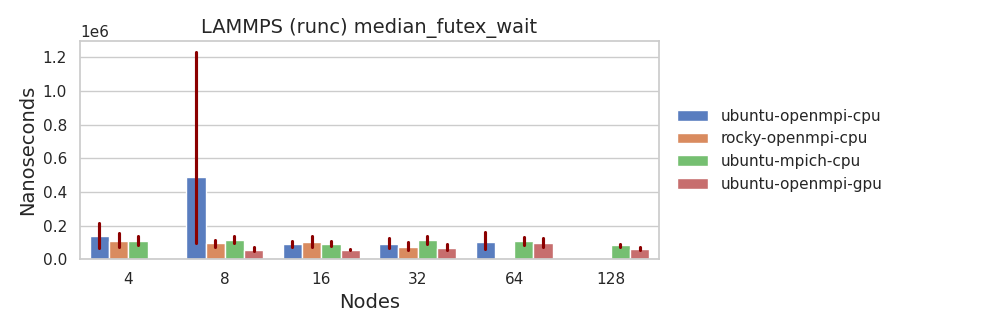 LAMMPS (runc) median_futex_wait
1e6
1.2
1.0
0.8
0.6
0.4
0.2
0.0
Nanoseconds
4 8 16 32 64 128
Nodes
ubuntu-openmpi-cpu
rocky-openmpi-cpu
ubuntu-mpich-cpu
ubuntu-openmpi-gpu